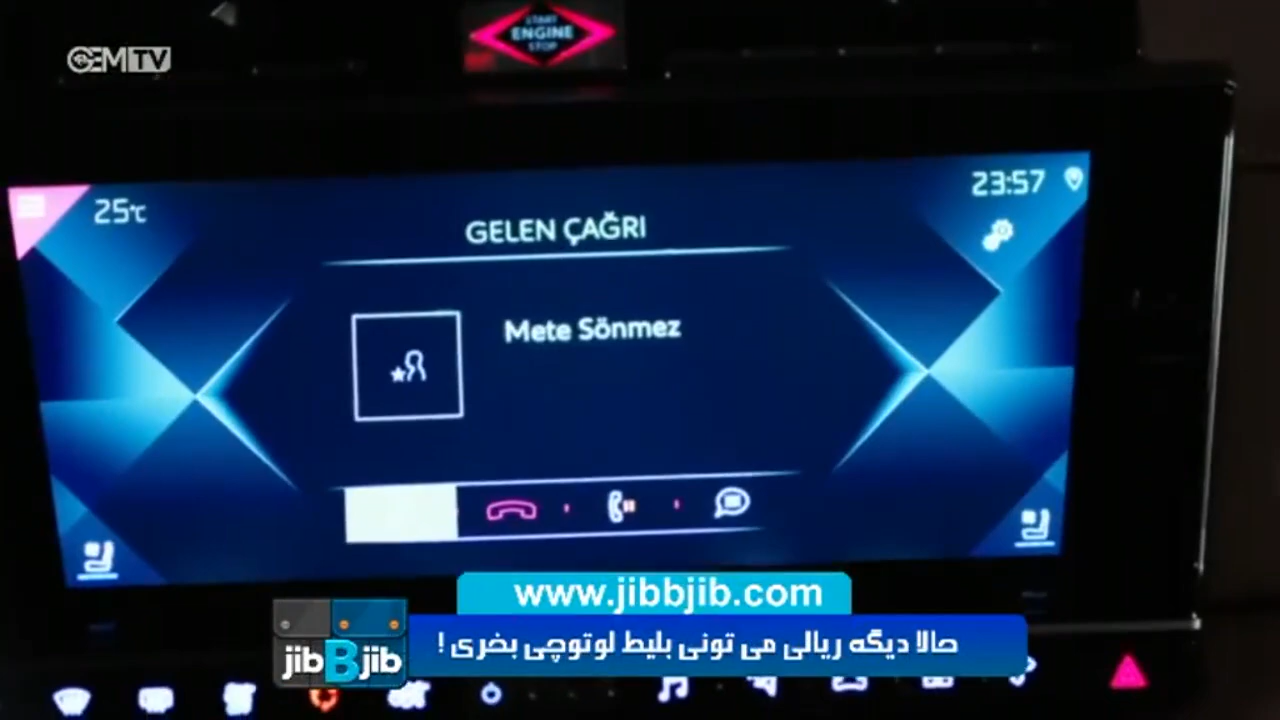 GEMTV
START
ENGINE
STOP
25°C
23:57
GELEN ÇAĞRI
Mete Sönmez
www.jibbjib.com
jibBjib
حالا دیگه ریالی می تونی بلیط لوتوچی بخری !